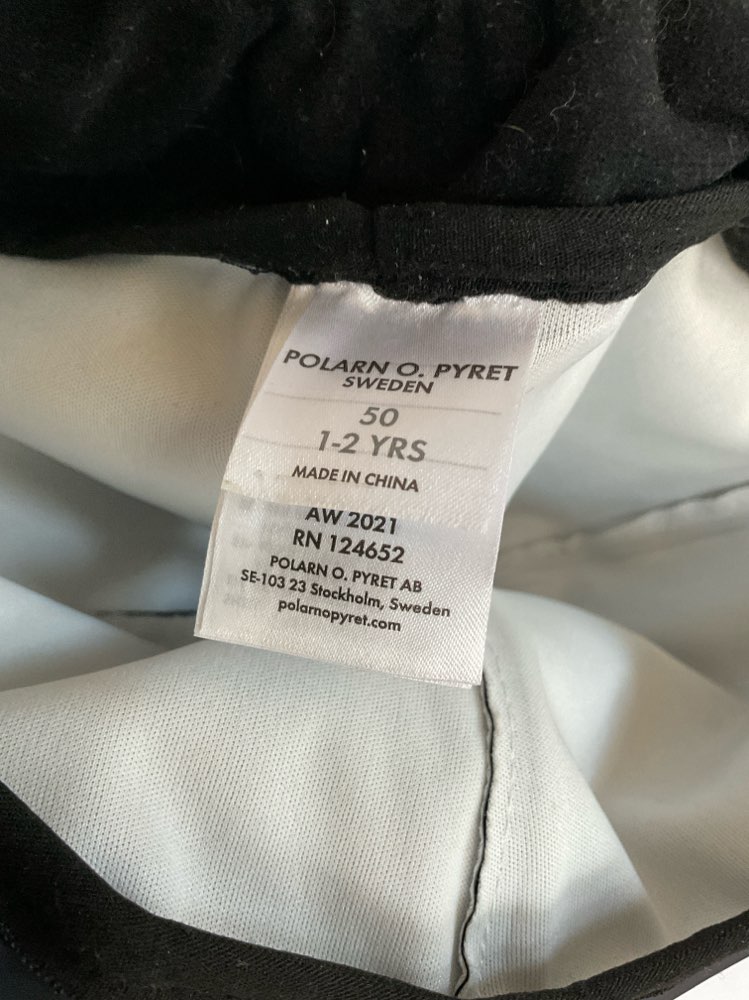 POLARN O. PYRET
SWEDEN
50
1-2 YRS
MADE IN CHINA
AW 2021
RN 124652
POLARN O. PYRET AB
SE-103 23 Stockholm, Sweden
polarnopyret.com